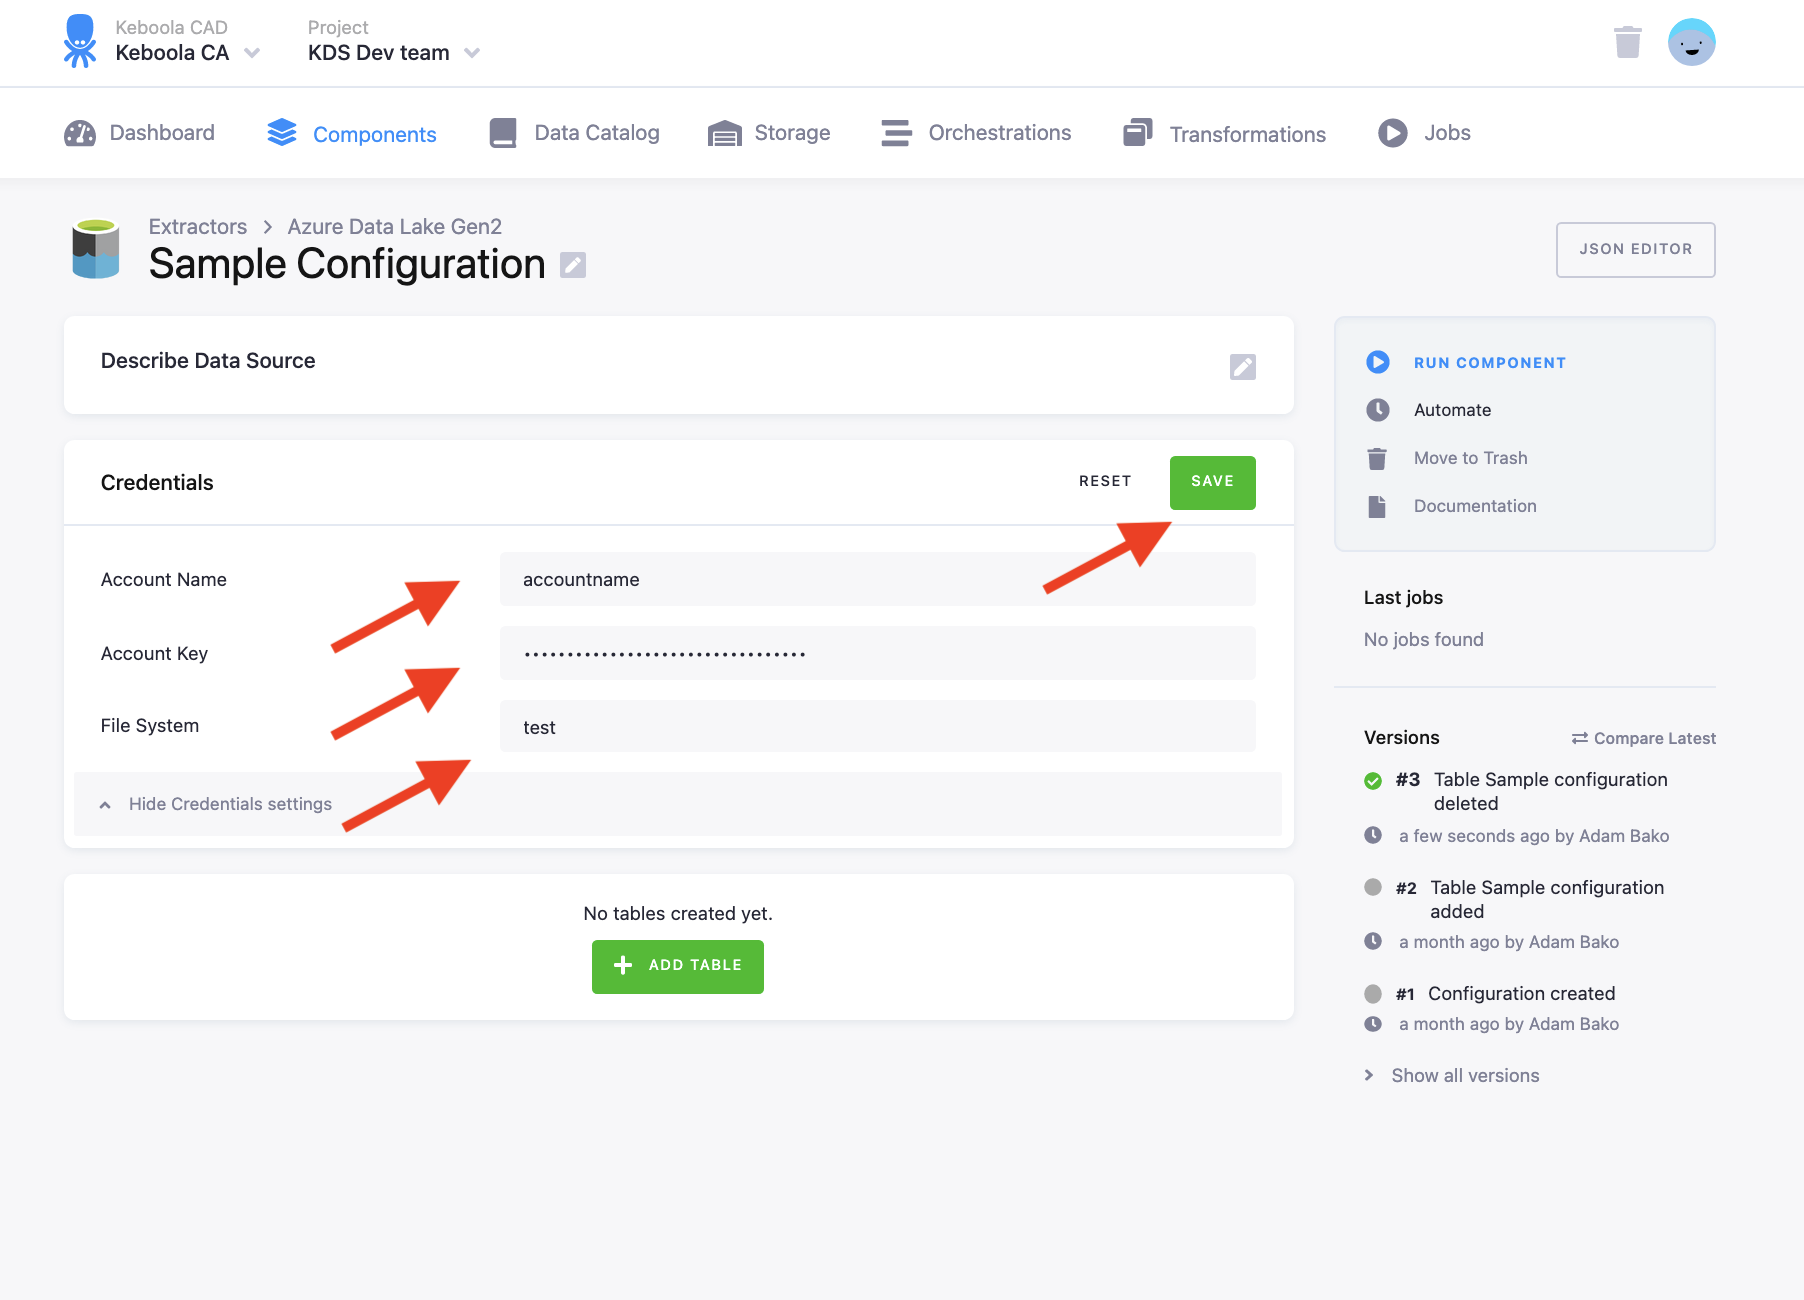 Keboola CAD
Keboola CA
Project
KDS Dev team
Dashboard
Components
Data Catalog
Storage
Orchestrations
Transformations
Jobs
Extractors > Azure Data Lake Gen2
Sample Configuration
JSON EDITOR
Describe Data Source
Credentials
RESET
SAVE
Account Name
accountname
Account Key
•••••••••••••••••••••••••••••••••
File System
test
Hide Credentials settings
No tables created yet.
+ ADD TABLE
RUN COMPONENT
Automate
Move to Trash
Documentation
Last jobs
No jobs found
Versions
Compare Latest
#3 Table Sample configuration
deleted
a few seconds ago by Adam Bako
#2 Table Sample configuration
added
a month ago by Adam Bako
#1 Configuration created
a month ago by Adam Bako
Show all versions